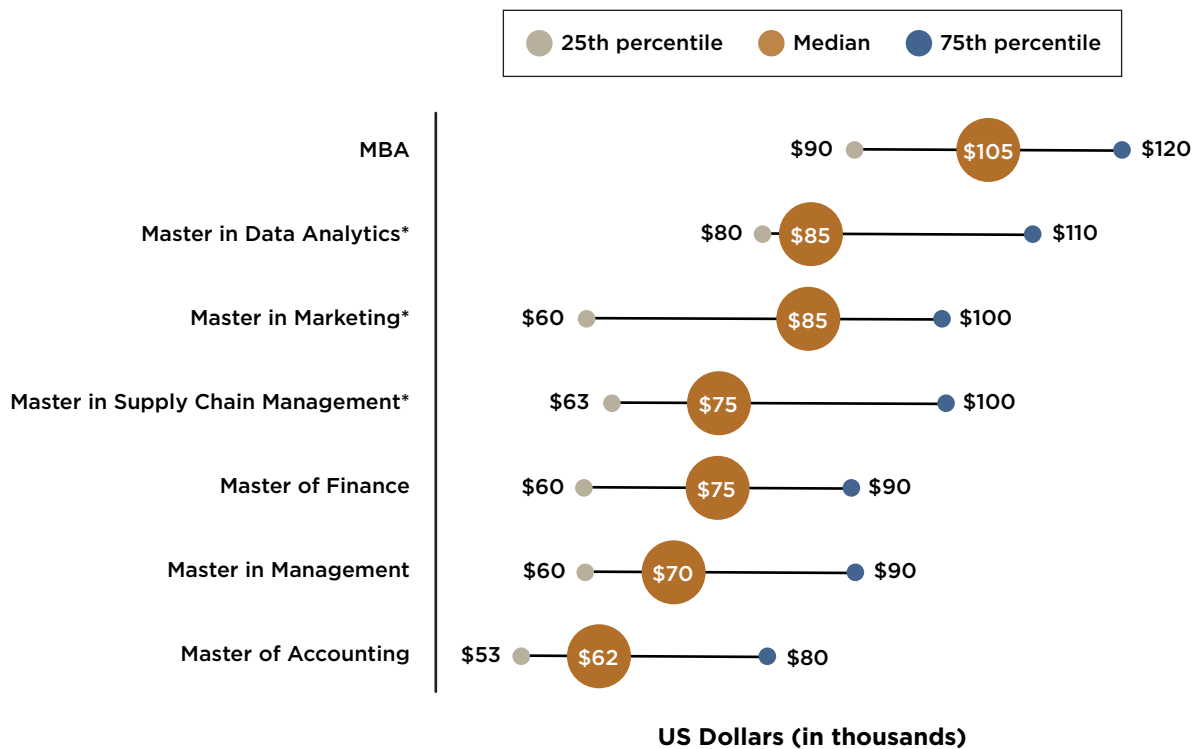 25th percentile Median 75th percentile
MBA $90 $105 $120
Master in Data Analytics* $80 $85 $110
Master in Marketing* $60 $85 $100
Master in Supply Chain Management* $63 $75 $100
Master of Finance $60 $75 $90
Master in Management $60 $70 $90
Master of Accounting $53 $62 $80
US Dollars (in thousands)